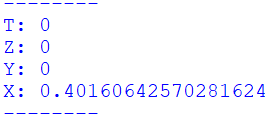 --------
T: 0
Z: 0
Y: 0
X: 0.40160642570281624
--------